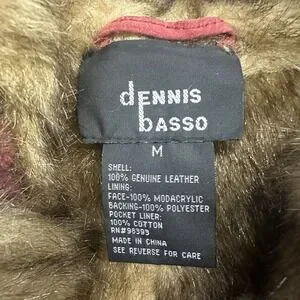 dENNIS
bASSO
M
SHELL:
100% GENUINE LEATHER
LINING:
FACE-100% MODACRYLIC
BACKING-100% POLYESTER
POCKET LINER:
100% COTTON
RN#98393
MADE IN CHINA
SEE REVERSE FOR CARE